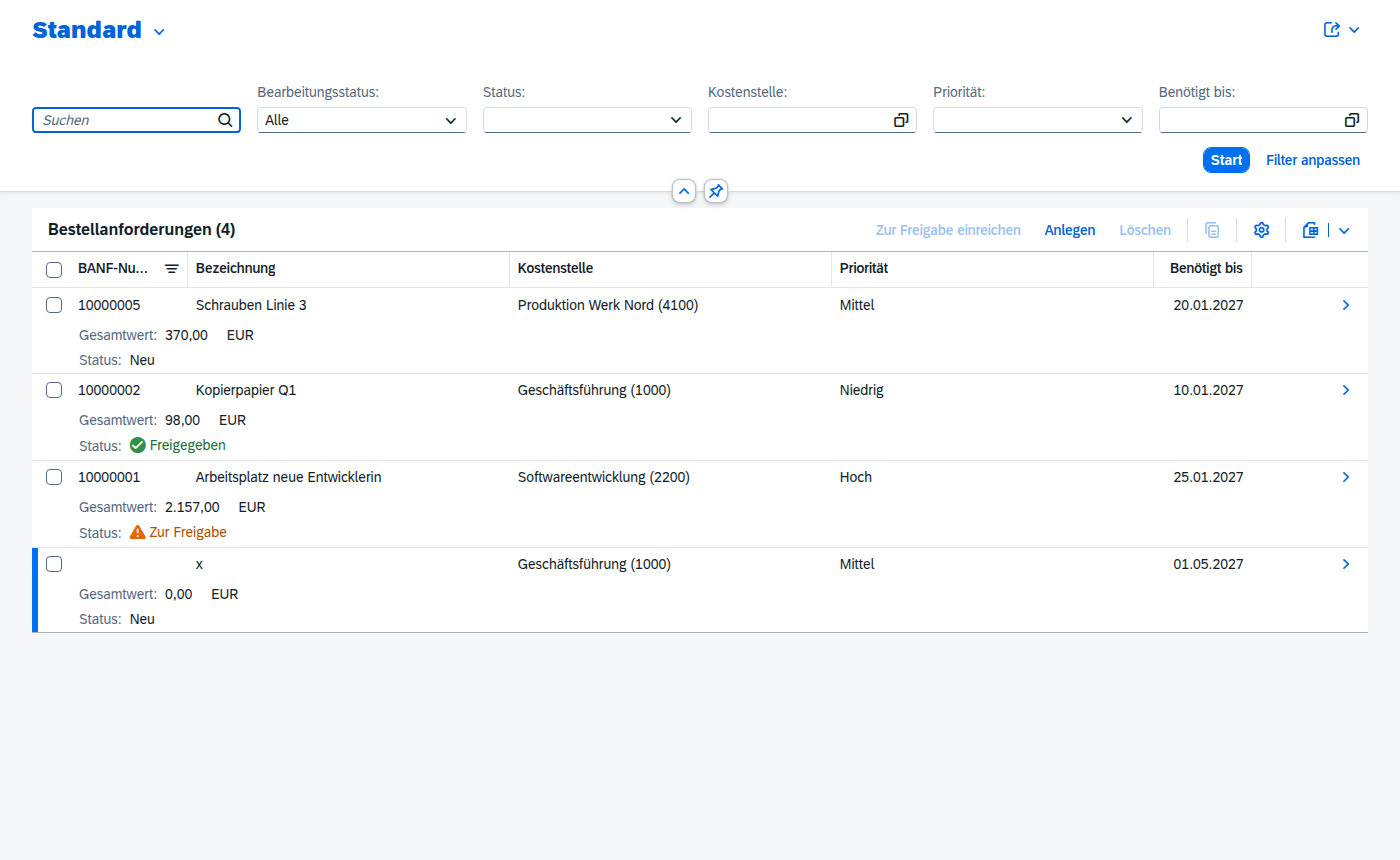 Standard
Bearbeitungsstatus: Status: Kostenstelle: Priorität: Benötigt bis:
Suchen Alle
Start Filter anpassen
Bestellanforderungen (4) Zur Freigabe einreichen Anlegen Löschen
BANF-Nu... Bezeichnung Kostenstelle Priorität Benötigt bis
10000005 Schrauben Linie 3 Produktion Werk Nord (4100) Mittel 20.01.2027
Gesamtwert: 370,00 EUR
Status: Neu
10000002 Kopierpapier Q1 Geschäftsführung (1000) Niedrig 10.01.2027
Gesamtwert: 98,00 EUR
Status: Freigegeben
10000001 Arbeitsplatz neue Entwicklerin Softwareentwicklung (2200) Hoch 25.01.2027
Gesamtwert: 2.157,00 EUR
Status: Zur Freigabe
x Geschäftsführung (1000) Mittel 01.05.2027
Gesamtwert: 0,00 EUR
Status: Neu